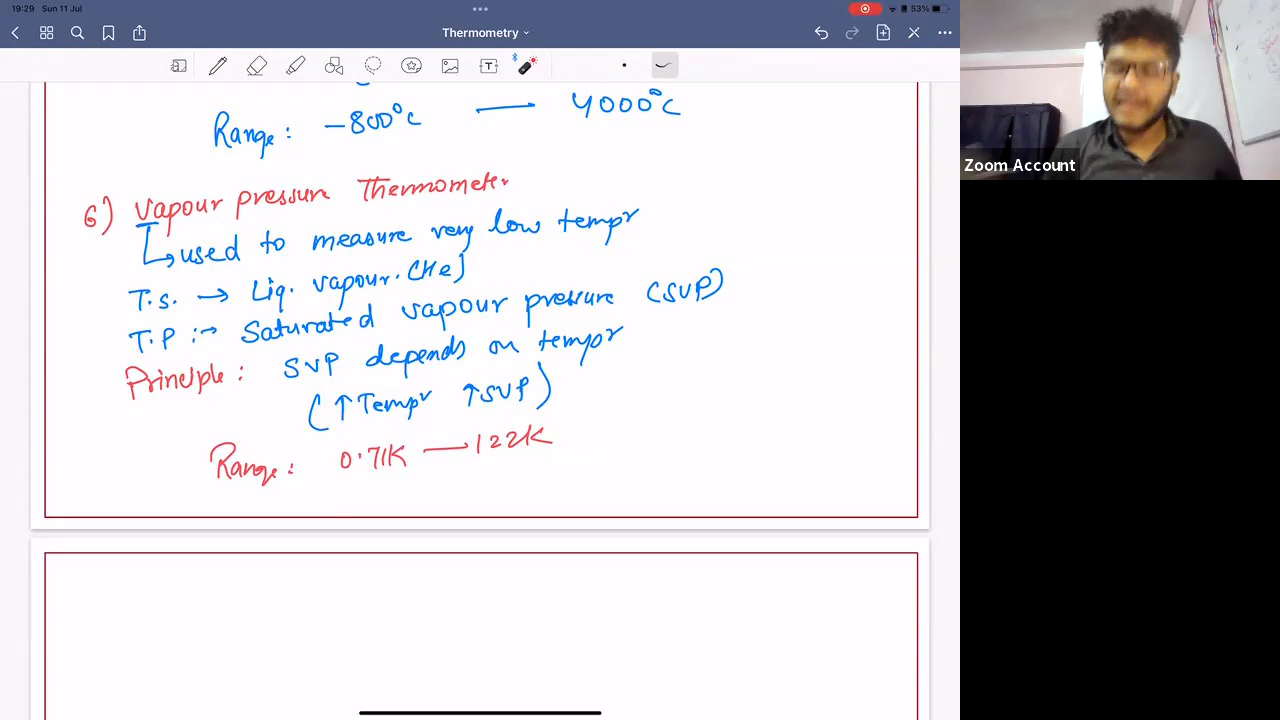 19:29 Sun 11 Jul
53%
Thermometry
Range: -800°C → 4000°C
6) Vapour pressure Thermometer
↳ used to measure very low tempr
T.S. → Liq. vapour. (He)
T.P :→ Saturated vapour pressure (SVP)
Principle: SVP depends on tempr
(↑ Tempr ↑ SVP)
Range: 0.71K — 122K
Zoom Account